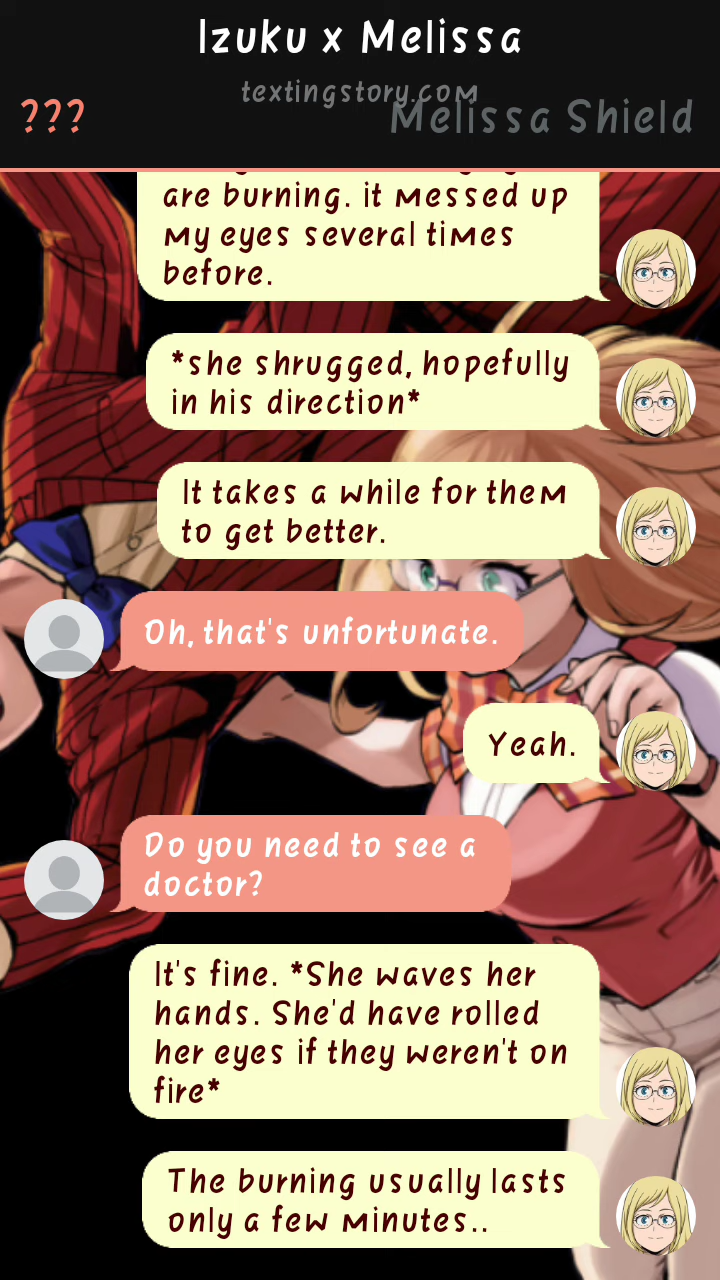 Izuku x Melissa
textingstory.com
???
Melissa Shield
are burning. it messed up
my eyes several times
before.
*she shrugged, hopefully
in his direction*
It takes a while for them
to get better.
Oh, that's unfortunate.
Yeah.
Do you need to see a
doctor?
It's fine. *She waves her
hands. She'd have rolled
her eyes if they weren't on
fire*
The burning usually lasts
only a few minutes..